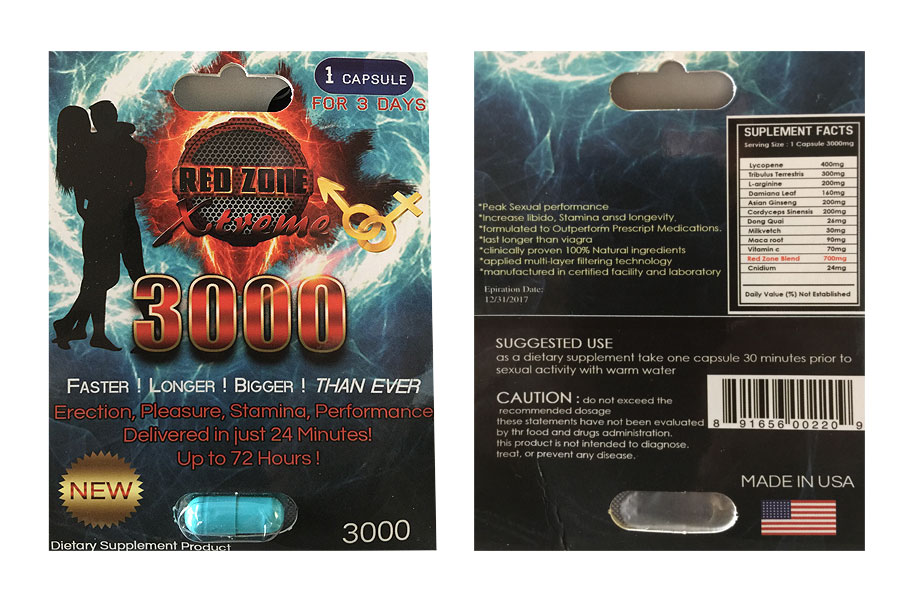 1 CAPSULE
FOR 3 DAYS
RED ZONE
Xtreme
3000
FASTER ! LONGER ! BIGGER ! THAN EVER
Erection, Pleasure, Stamina, Performance
Delivered in just 24 Minutes!
Up to 72 Hours !
NEW
3000
Dietary Supplement Product
SUPLEMENT FACTS
Serving Size : 1 Capsule 3000mg
Lycopene 400mg
Tribulus Terrestris 300mg
L-arginine 200mg
Damiana Leaf 160mg
Asian Ginseng 200mg
Cordyceps Sinensis 200mg
Dong Quai 26mg
Milkvetch 30mg
Maca root 90mg
Vitamin c 70mg
Red Zone Blend 700mg
Cnidium 24mg
Daily Value (%) Not Established
*Peak Sexual performance
*Increase libido, Stamina ansd longevity,
*formulated to Outperform Prescript Medications.
*last longer than viagra
*clinically proven 100% Natural ingredients
*applied multi-layer filtering technology
*manufactured in certified facility and laboratory
Expiration Date:
12/31/2017
SUGGESTED USE
as a dietary supplement take one capsule 30 minutes prior to
sexual activity with warm water
CAUTION : do not exceed the
recommended dosage
these statements have not been evaluated
by thr food and drugs administration.
this product is not intended to diagnose.
treat, or prevent any disease.
8 91656 00220 9
MADE IN USA